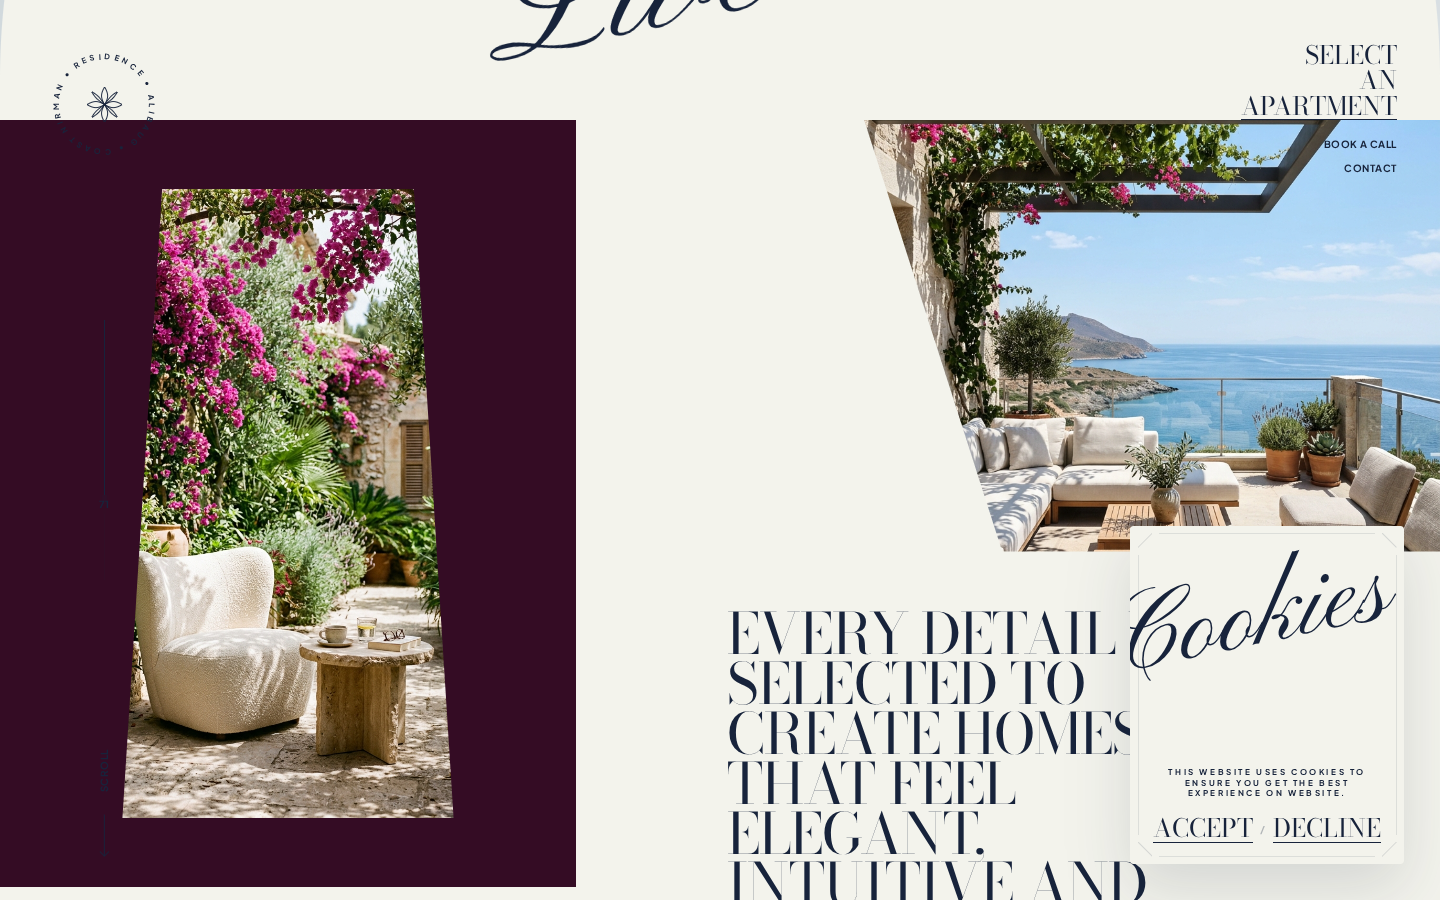 RESIDENCE
SELECT
AN
APARTMENT
BOOK A CALL
CONTACT
SCROLL
EVERY DETAIL
SELECTED TO
CREATE HOMES
THAT FEEL
ELEGANT,
INTUITIVE AND
Cookies
THIS WEBSITE USES COOKIES TO
ENSURE YOU GET THE BEST
EXPERIENCE ON WEBSITE.
ACCEPT / DECLINE